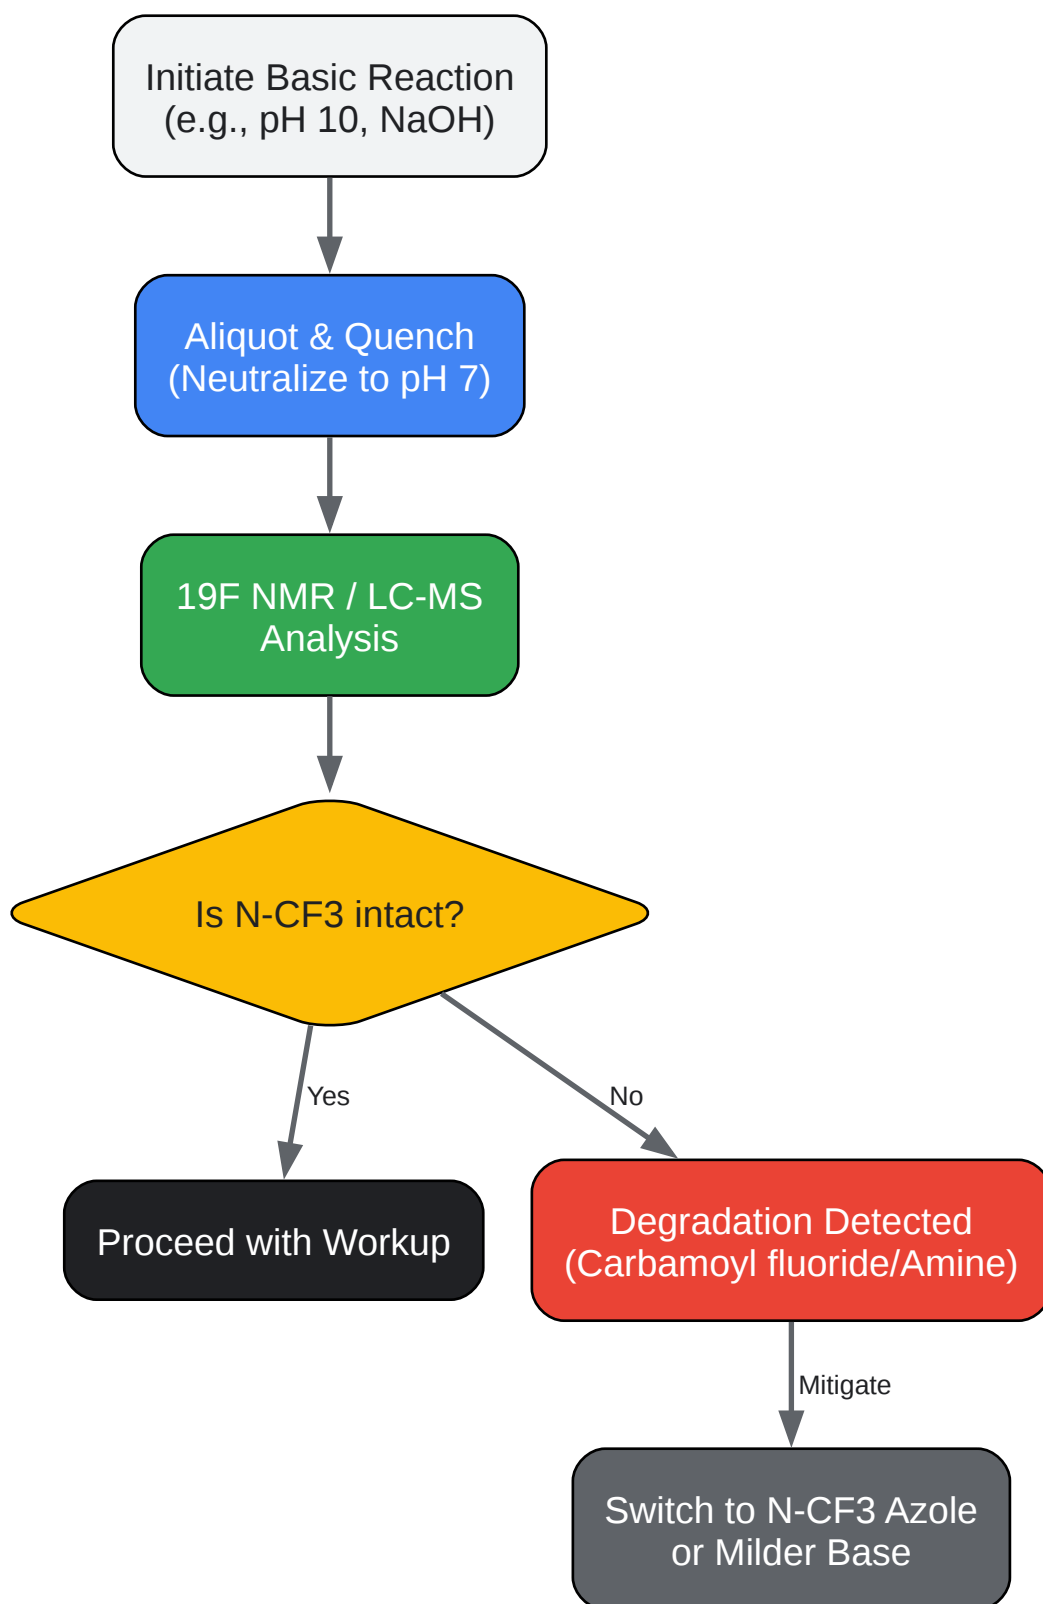 Initiate Basic Reaction
(e.g., pH 10, NaOH)
Aliquot & Quench
(Neutralize to pH 7)
19F NMR / LC-MS
Analysis
Is N-CF3 intact?
Yes
No
Proceed with Workup
Degradation Detected
(Carbamoyl fluoride/Amine)
Mitigate
Switch to N-CF3 Azole
or Milder Base